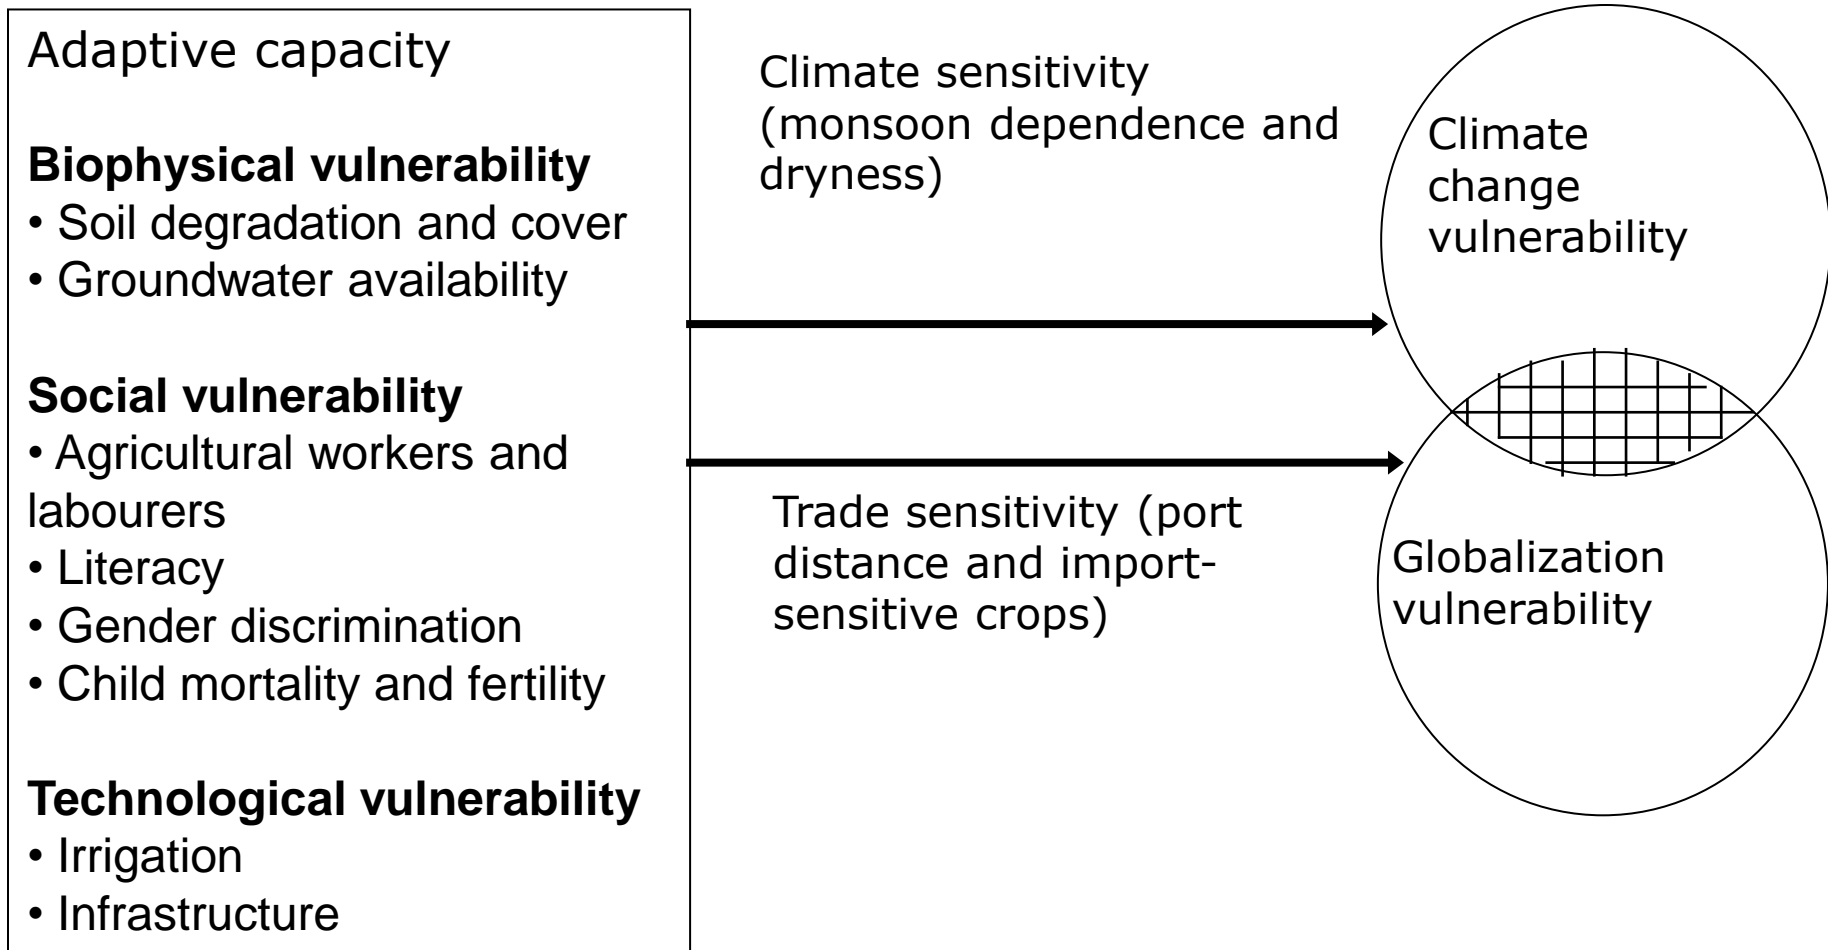 Adaptive capacity
Biophysical vulnerability
• Soil degradation and cover
• Groundwater availability
Social vulnerability
• Agricultural workers and
labourers
• Literacy
• Gender discrimination
• Child mortality and fertility
Technological vulnerability
• Irrigation
• Infrastructure
Climate sensitivity
(monsoon dependence and
dryness)
Trade sensitivity (port
distance and import-
sensitive crops)
Climate
change
vulnerability
Globalization
vulnerability